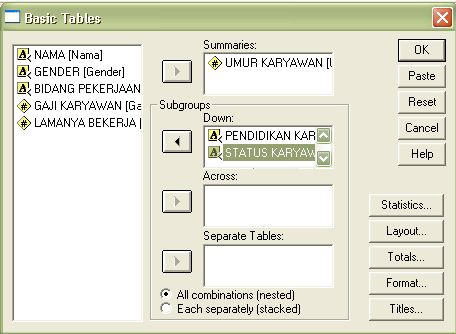 Basic Tables
NAMA [Nama]
GENDER [Gender]
BIDANG PEKERJAAN
GAJI KARYAWAN [Ga
LAMANYA BEKERJA [
Summaries:
UMUR KARYAWAN [U
Subgroups
Down:
PENDIDIKAN KAR
STATUS KARYAW
Across:
Separate Tables:
All combinations (nested)
Each separately (stacked)
OK
Paste
Reset
Cancel
Help
Statistics...
Layout...
Totals...
Format...
Titles...